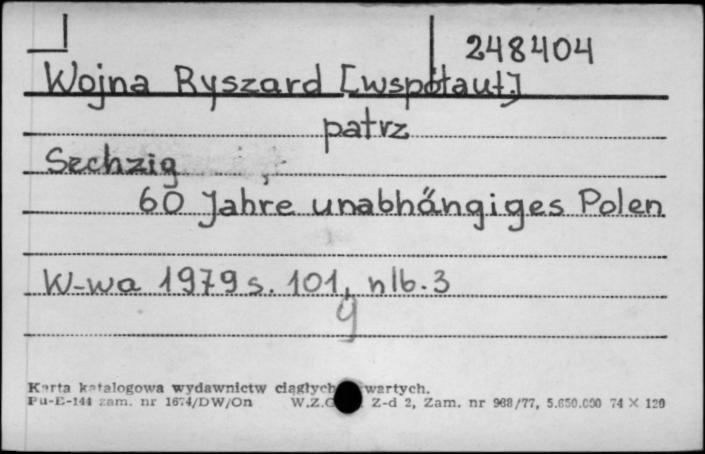 248404
Wojna Ryszard [współaut.]
patrz
Sechzig
60 Jahre unabhängiges Polen
W-wa 1979 s. 101, nlb. 3
g
Karta katalogowa wydawnictw ciągłych wartych.
Pu-E-144 zam. nr 1674/DW/On W.Z.G. Z-d 2, Zam. nr 968/77, 5.650.000 74 × 120